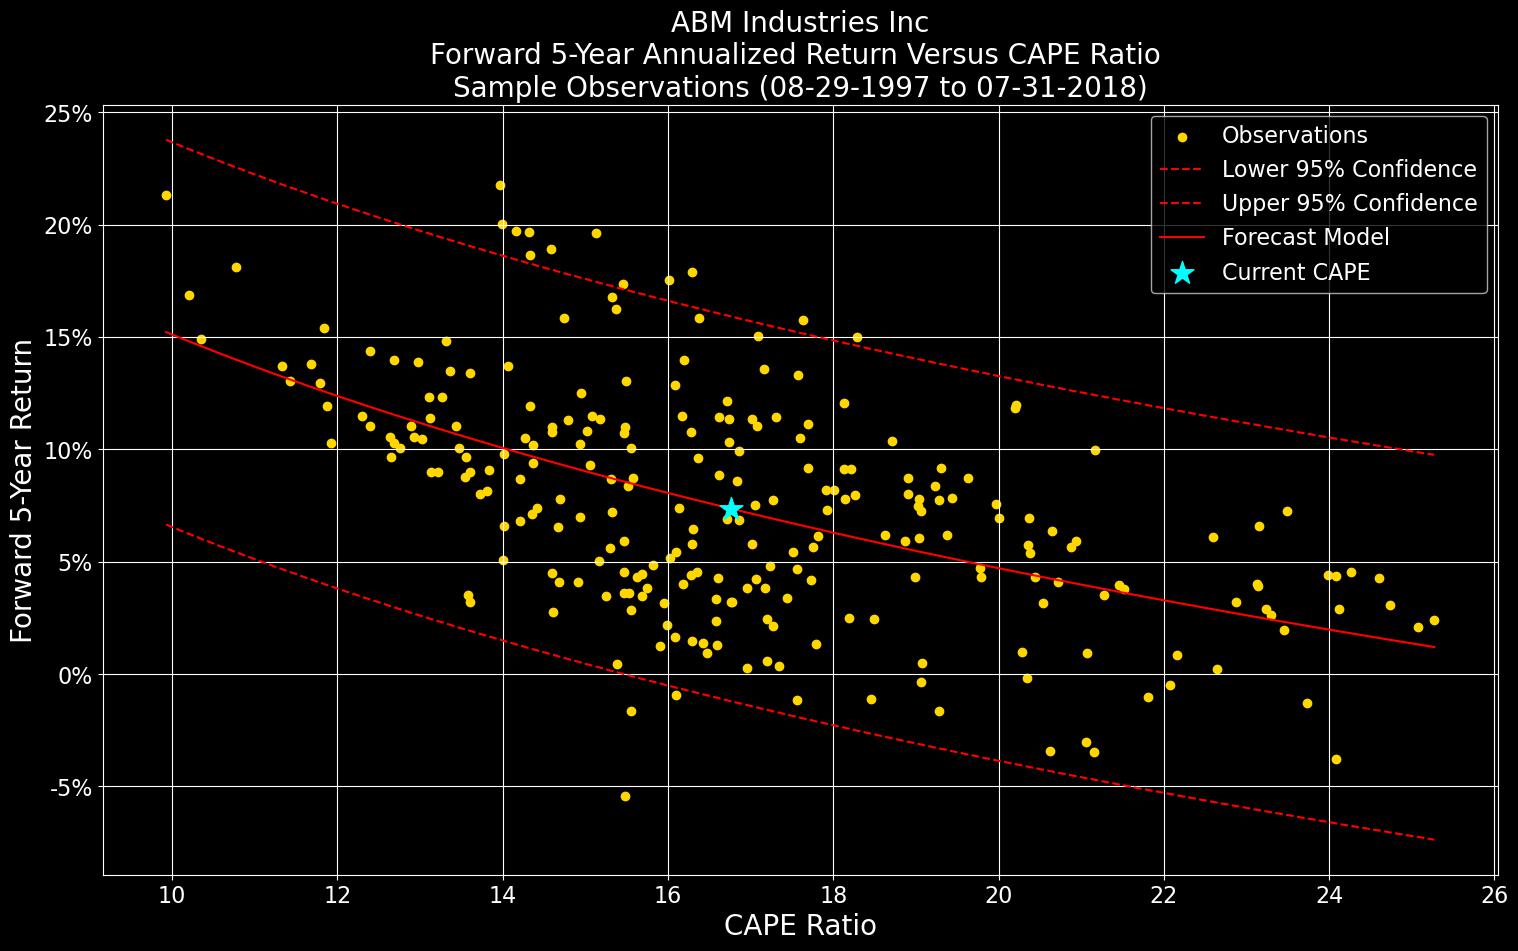 ABM Industries Inc
Forward 5-Year Annualized Return Versus CAPE Ratio
Sample Observations (08-29-1997 to 07-31-2018)
Forward 5-Year Return
25%
20%
15%
10%
5%
0%
-5%
Observations
Lower 95% Confidence
Upper 95% Confidence
Forecast Model
Current CAPE
10 12 14 16 18 20 22 24 26
CAPE Ratio